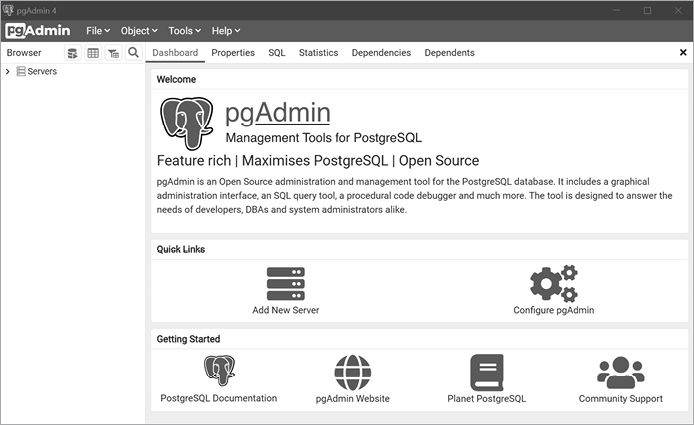 pgAdmin 4
pgAdmin
File Object Tools Help
Browser
Dashboard Properties SQL Statistics Dependencies Dependents
Servers
Welcome
pgAdmin
Management Tools for PostgreSQL
Feature rich | Maximises PostgreSQL | Open Source
pgAdmin is an Open Source administration and management tool for the PostgreSQL database. It includes a graphical
administration interface, an SQL query tool, a procedural code debugger and much more. The tool is designed to answer the
needs of developers, DBAs and system administrators alike.
Quick Links
Add New Server
Configure pgAdmin
Getting Started
PostgreSQL Documentation
pgAdmin Website
Planet PostgreSQL
Community Support